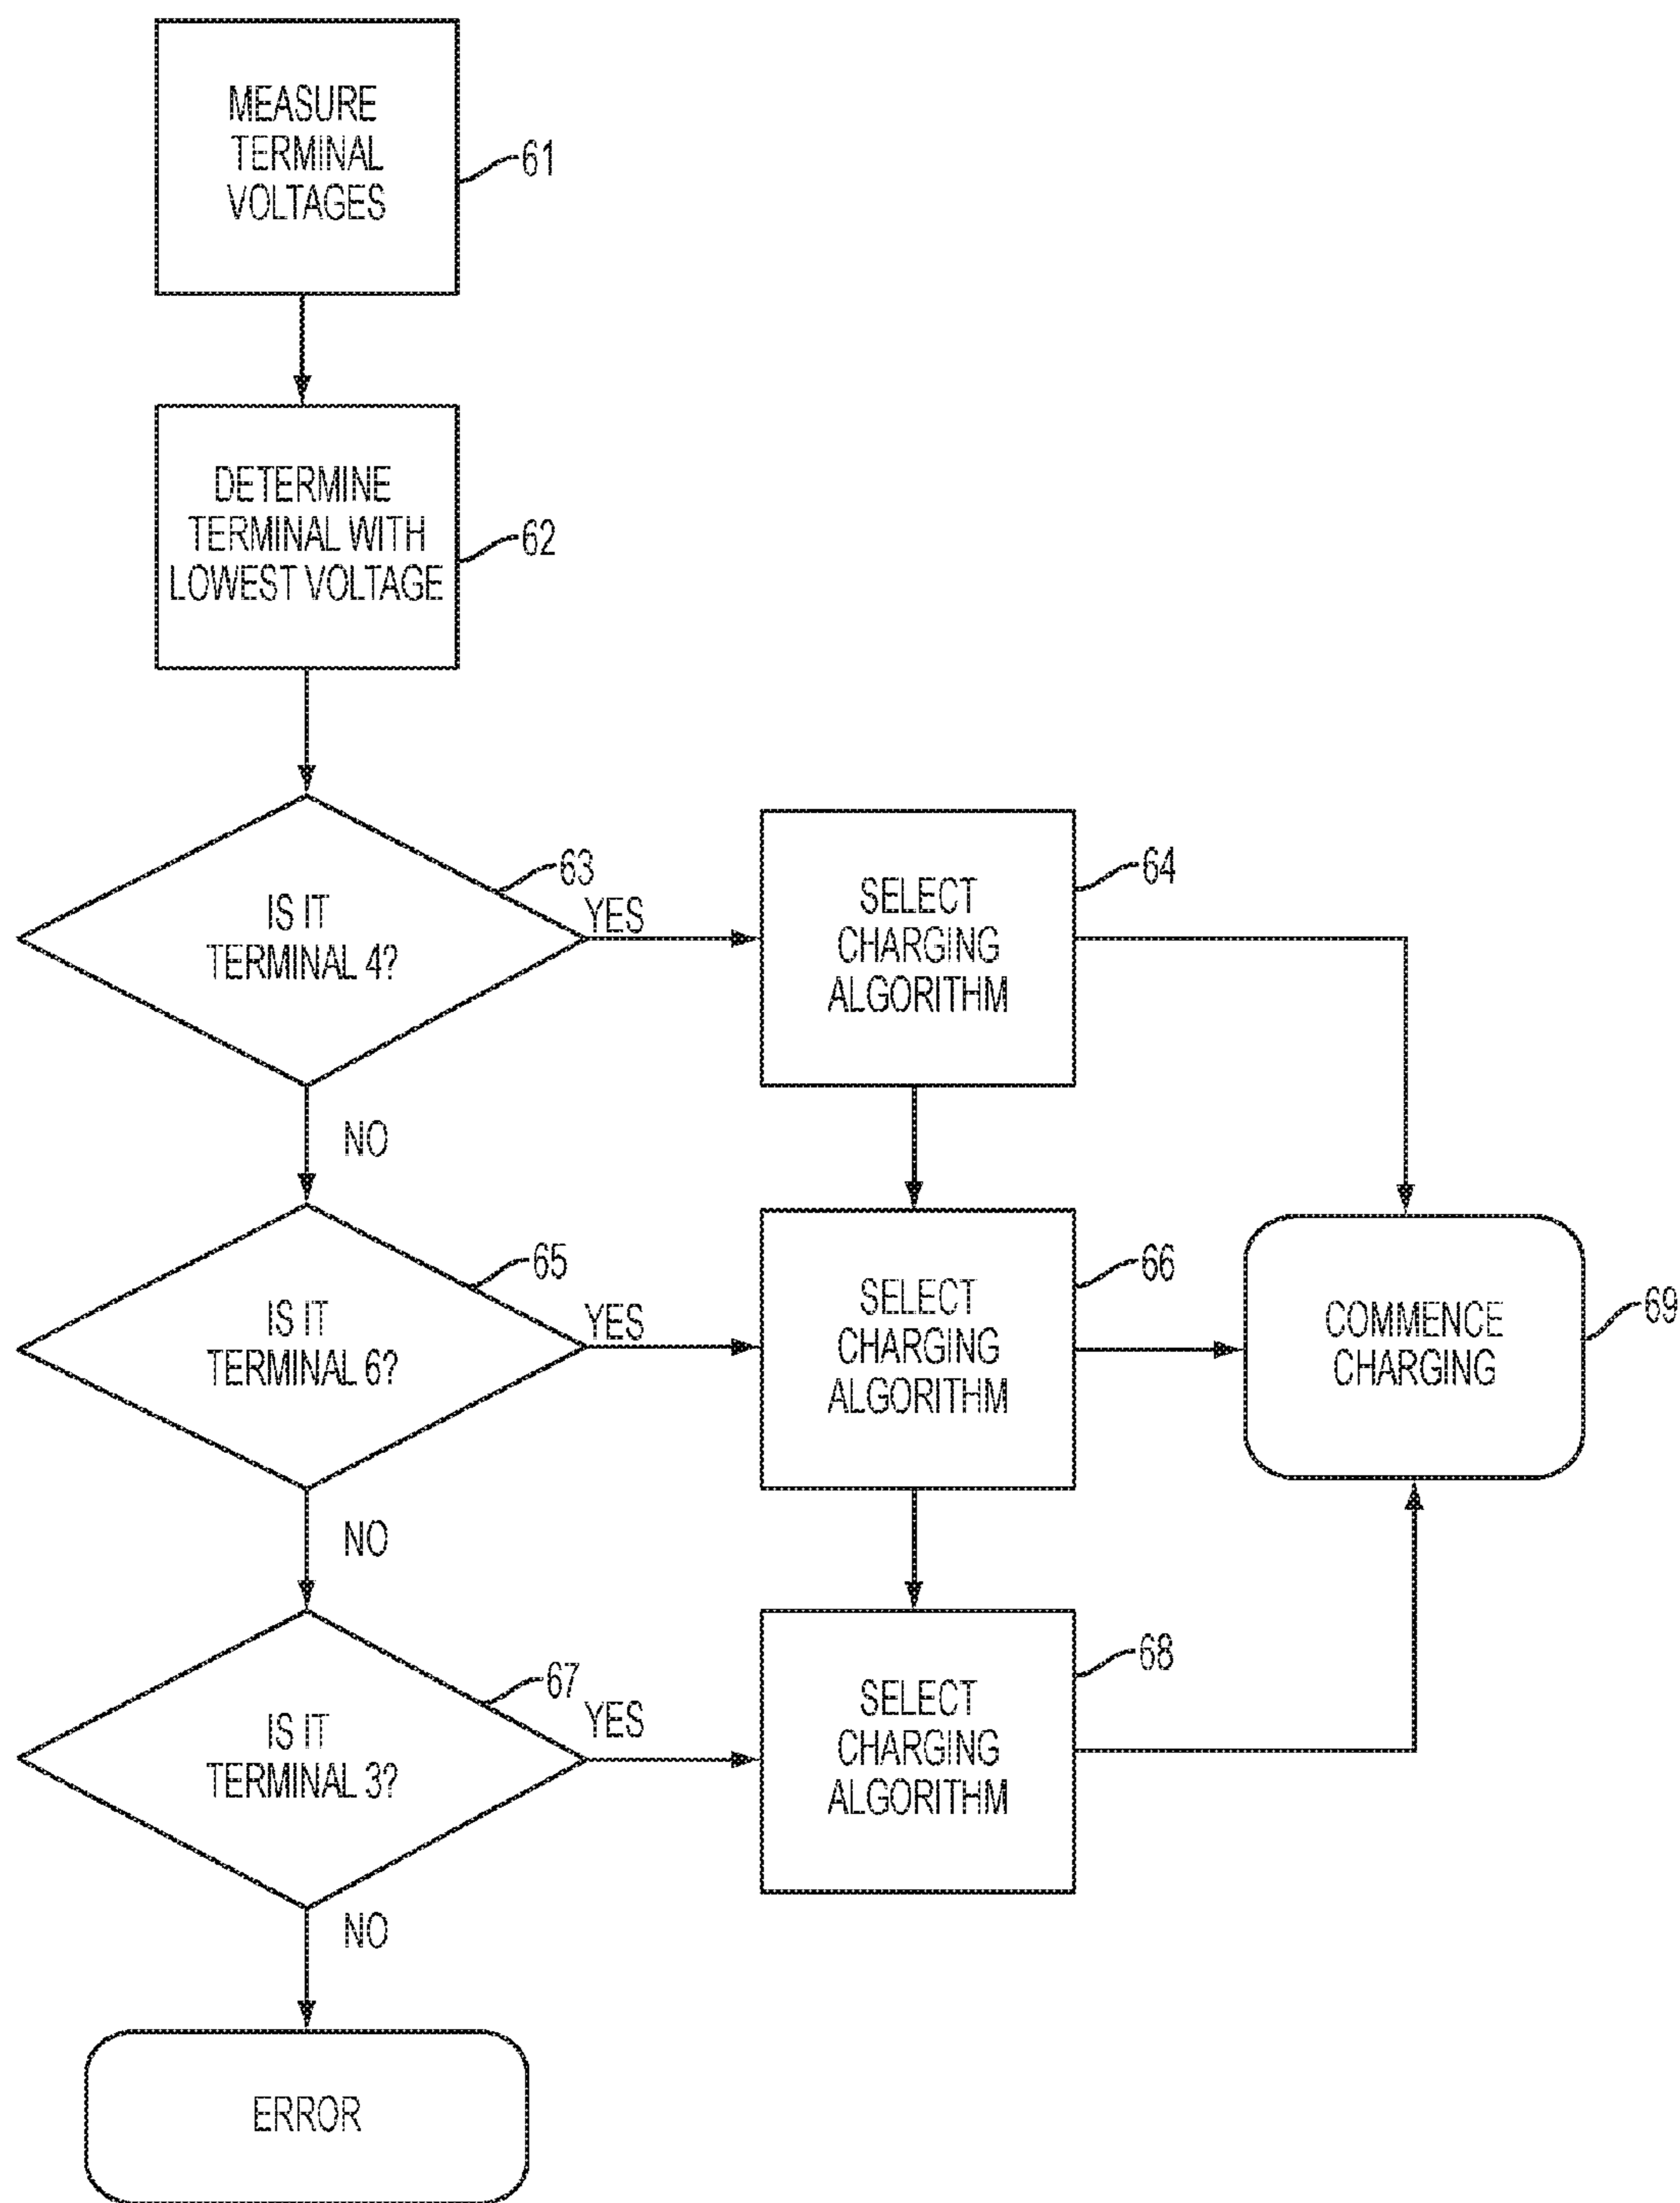 MEASURE
TERMINAL
VOLTAGES
61
DETERMINE
TERMINAL WITH
LOWEST VOLTAGE
62
IS IT
TERMINAL 4?
63
YES
SELECT
CHARGING
ALGORITHM
64
NO
IS IT
TERMINAL 6?
65
YES
SELECT
CHARGING
ALGORITHM
66
COMMENCE
CHARGING
69
NO
IS IT
TERMINAL 3?
67
YES
SELECT
CHARGING
ALGORITHM
68
NO
ERROR